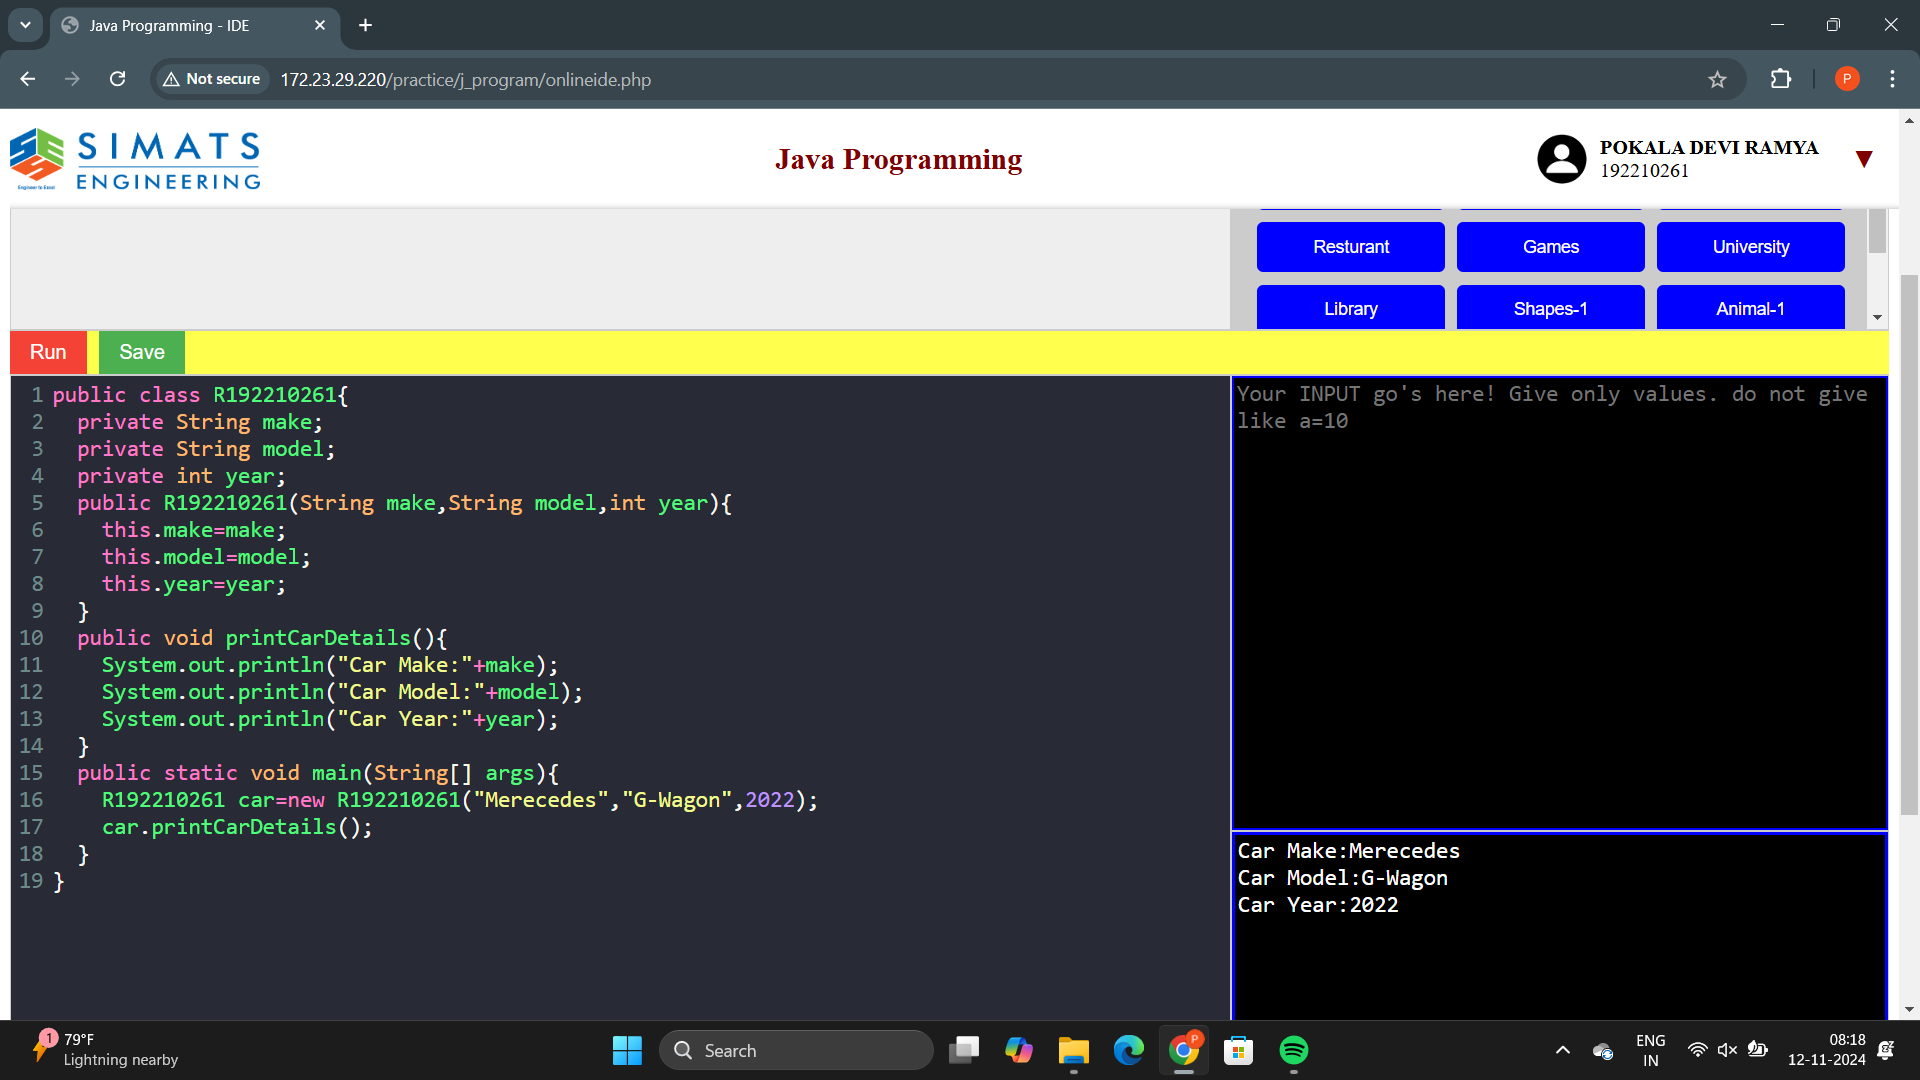 Java Programming - IDE
Not secure
172.23.29.220/practice/j_program/onlineide.php
P
SIMATS
ENGINEERING
Engineer to Excel
Java Programming
POKALA DEVI RAMYA
192210261
Resturant
Games
University
Library
Shapes-1
Animal-1
Run
Save
1 public class R192210261{
2 private String make;
3 private String model;
4 private int year;
5 public R192210261(String make,String model,int year){
6 this.make=make;
7 this.model=model;
8 this.year=year;
9 }
10 public void printCarDetails(){
11 System.out.println("Car Make:"+make);
12 System.out.println("Car Model:"+model);
13 System.out.println("Car Year:"+year);
14 }
15 public static void main(String[] args){
16 R192210261 car=new R192210261("Merecedes","G-Wagon",2022);
17 car.printCarDetails();
18 }
19 }
Your INPUT go's here! Give only values. do not give
like a=10
Car Make:Merecedes
Car Model:G-Wagon
Car Year:2022
1
79°F
Lightning nearby
Search
P
ENG
IN
08:18
12-11-2024